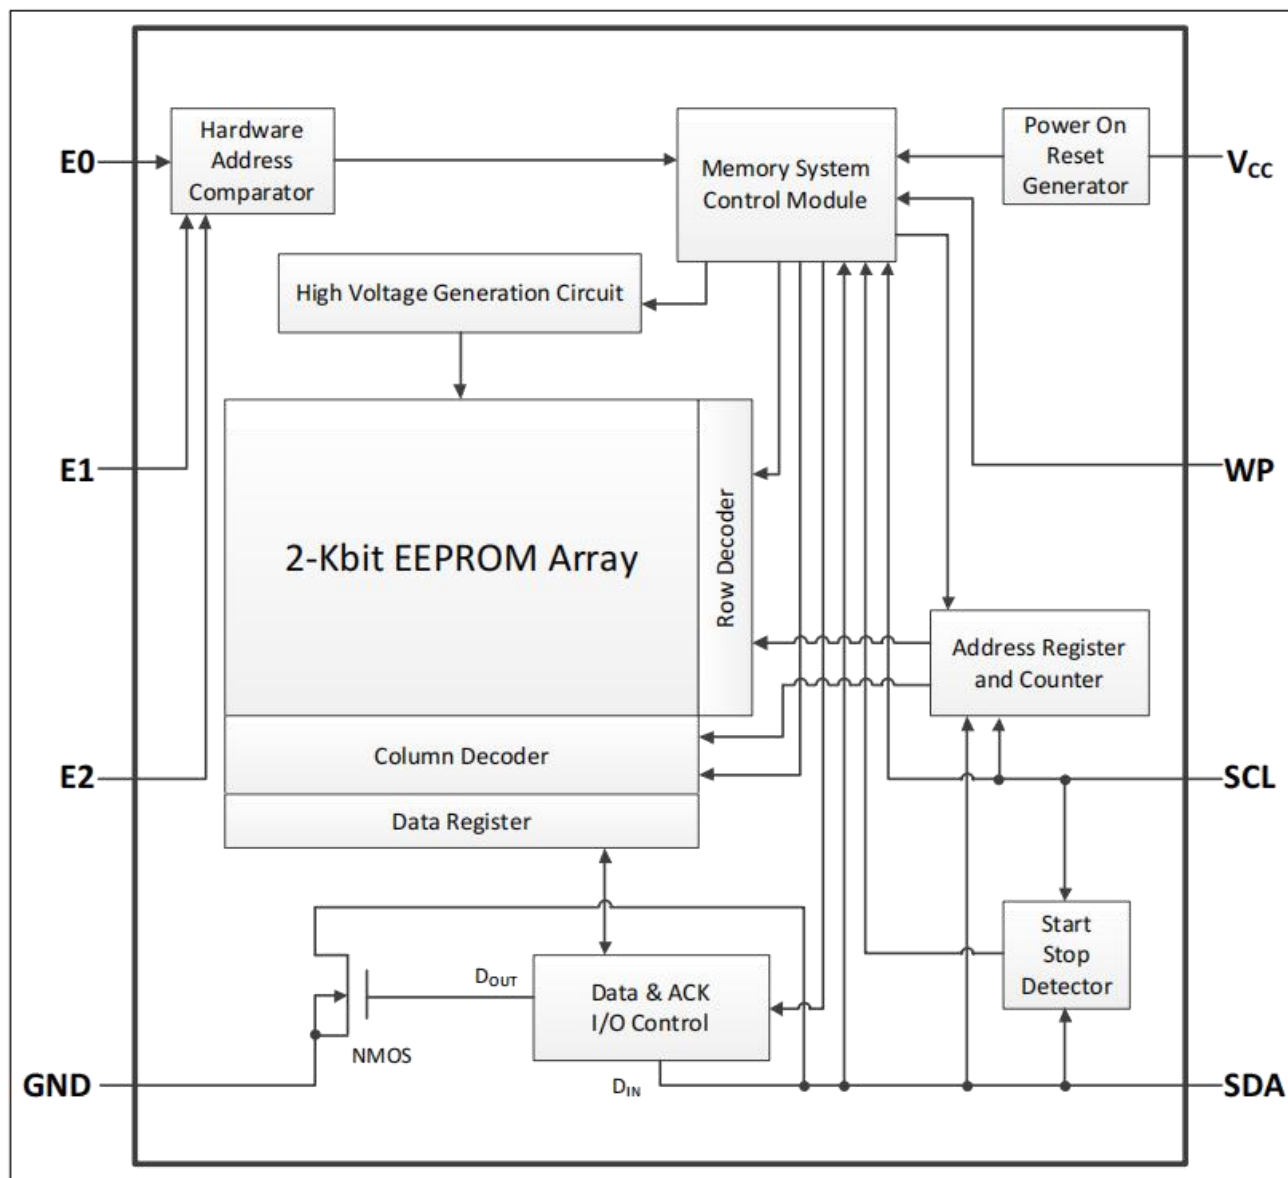 Hardware
Address
Comparator
Memory System
Control Module
Power On
Reset
Generator
E0
VCC
High Voltage Generation Circuit
E1
WP
2-Kbit EEPROM Array
Row Decoder
Address Register
and Counter
Column Decoder
E2
SCL
Data Register
Start
Stop
Detector
DOUT
Data & ACK
I/O Control
NMOS
GND
DIN
SDA